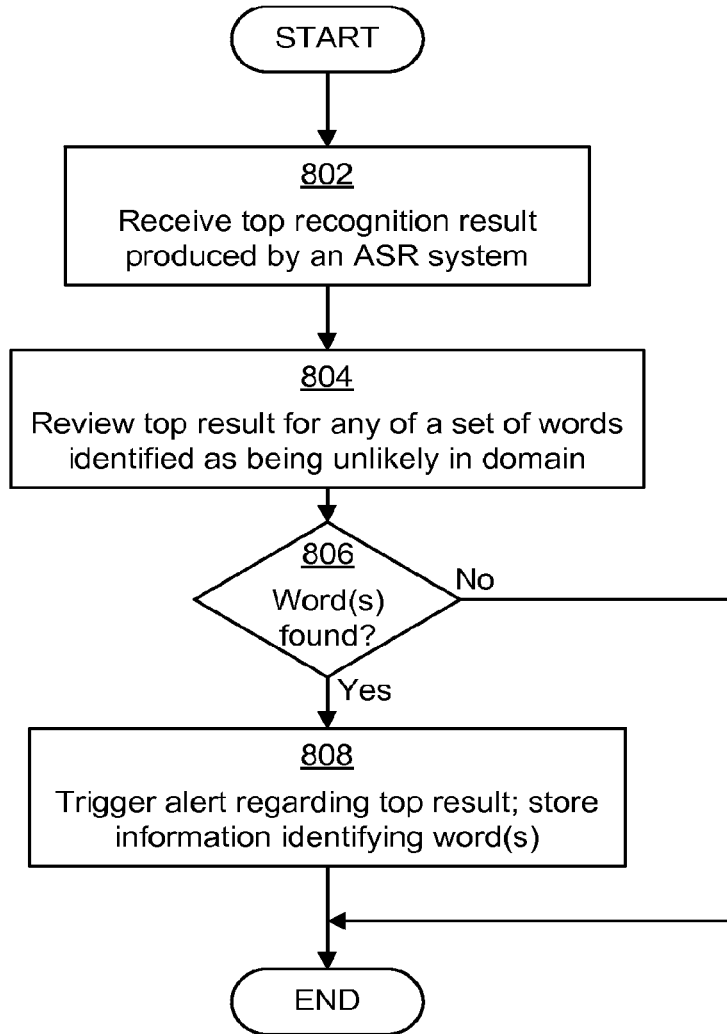 START
802
Receive top recognition result
produced by an ASR system
804
Review top result for any of a set of words
identified as being unlikely in domain
806
Word(s)
found?
No
Yes
808
Trigger alert regarding top result; store
information identifying word(s)
END